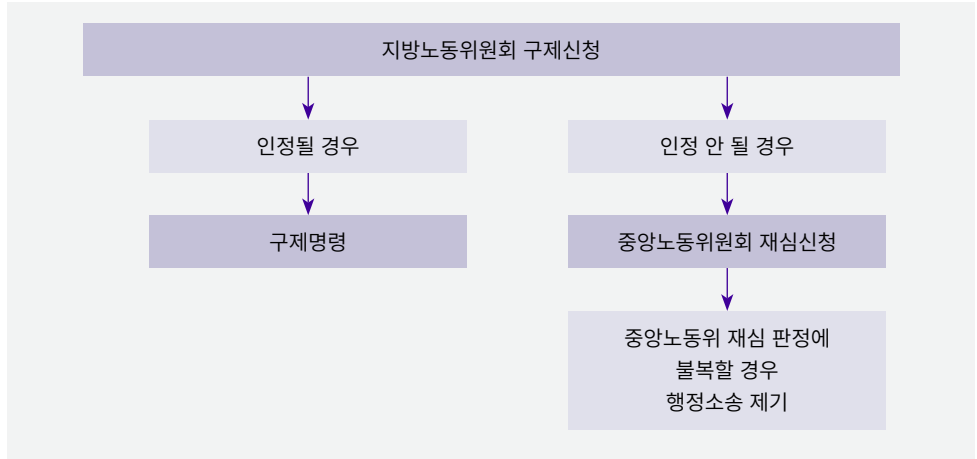 지방노동위원회 구제신청
인정될 경우
인정 안 될 경우
구제명령
중앙노동위원회 재심신청
중앙노동위 재심 판정에
불복할 경우
행정소송 제기